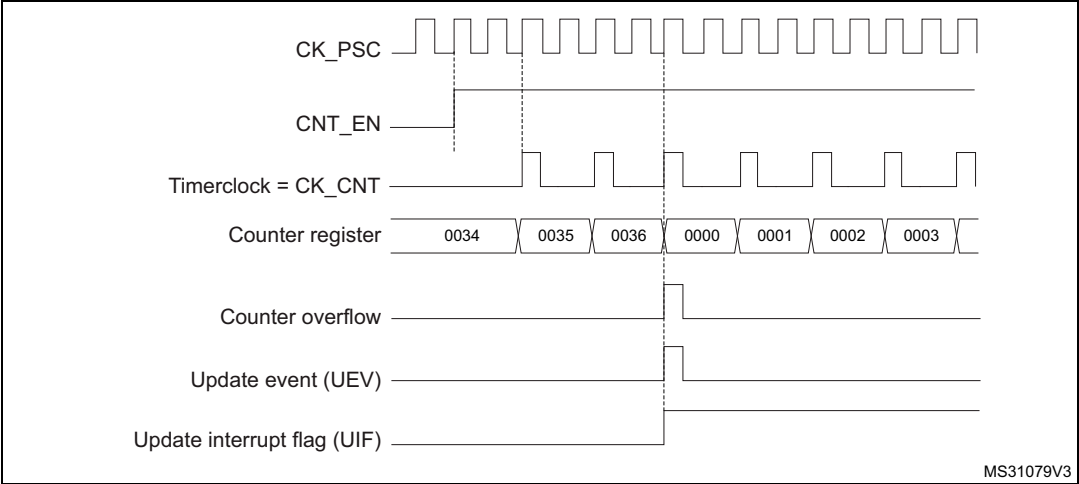 CK_PSC
CNT_EN
Timerclock = CK_CNT
Counter register 0034 0035 0036 0000 0001 0002 0003
Counter overflow
Update event (UEV)
Update interrupt flag (UIF)
MS31079V3